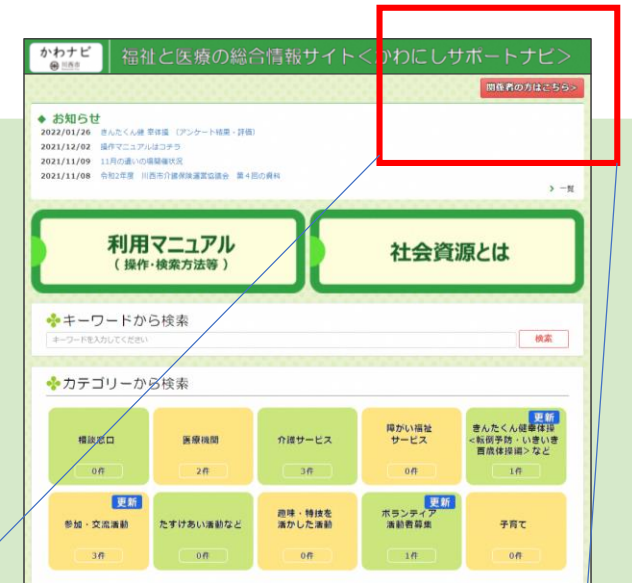 かわナビ
川西市
福祉と医療の総合情報サイト<かわにしサポートナビ>
関係者の方はこちら>
◆ お知らせ
2022/01/26 きんたくん健幸体操 (アンケート結果・評価)
2021/12/02 操作マニュアルはコチラ
2021/11/09 11月の通いの場開催状況
2021/11/08 令和2年度 川西市介護保険運営協議会 第4回の資料
> 一覧
利用マニュアル
(操作・検索方法等)
社会資源とは
キーワードから検索
キーワードを入力してください
検索
カテゴリーから検索
相談窓口
0件
医療機関
2件
介護サービス
3件
障がい福祉
サービス
0件
更新
きんたくん健幸体操
<転倒予防・いきいき
百歳体操編>など
1件
更新
参加・交流活動
3件
たすけあい活動など
0件
趣味・特技を
活かした活動
0件
更新
ボランティア
活動者募集
1件
子育て
0件